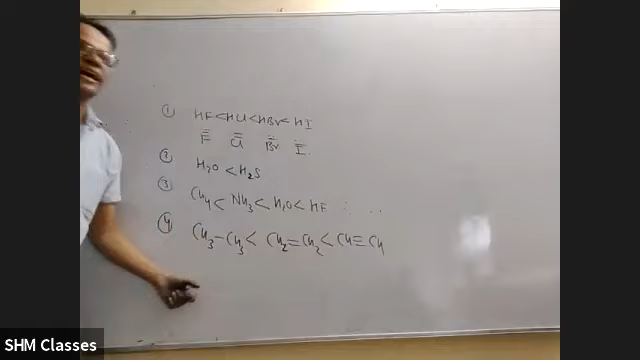 ① HF < HCl < HBr < HI
F Cl Br I
② H2O < H2S
③ CH4 < NH3 < H2O < HF
④ CH3-CH3 < CH2=CH2 < CH≡CH
SHM Classes